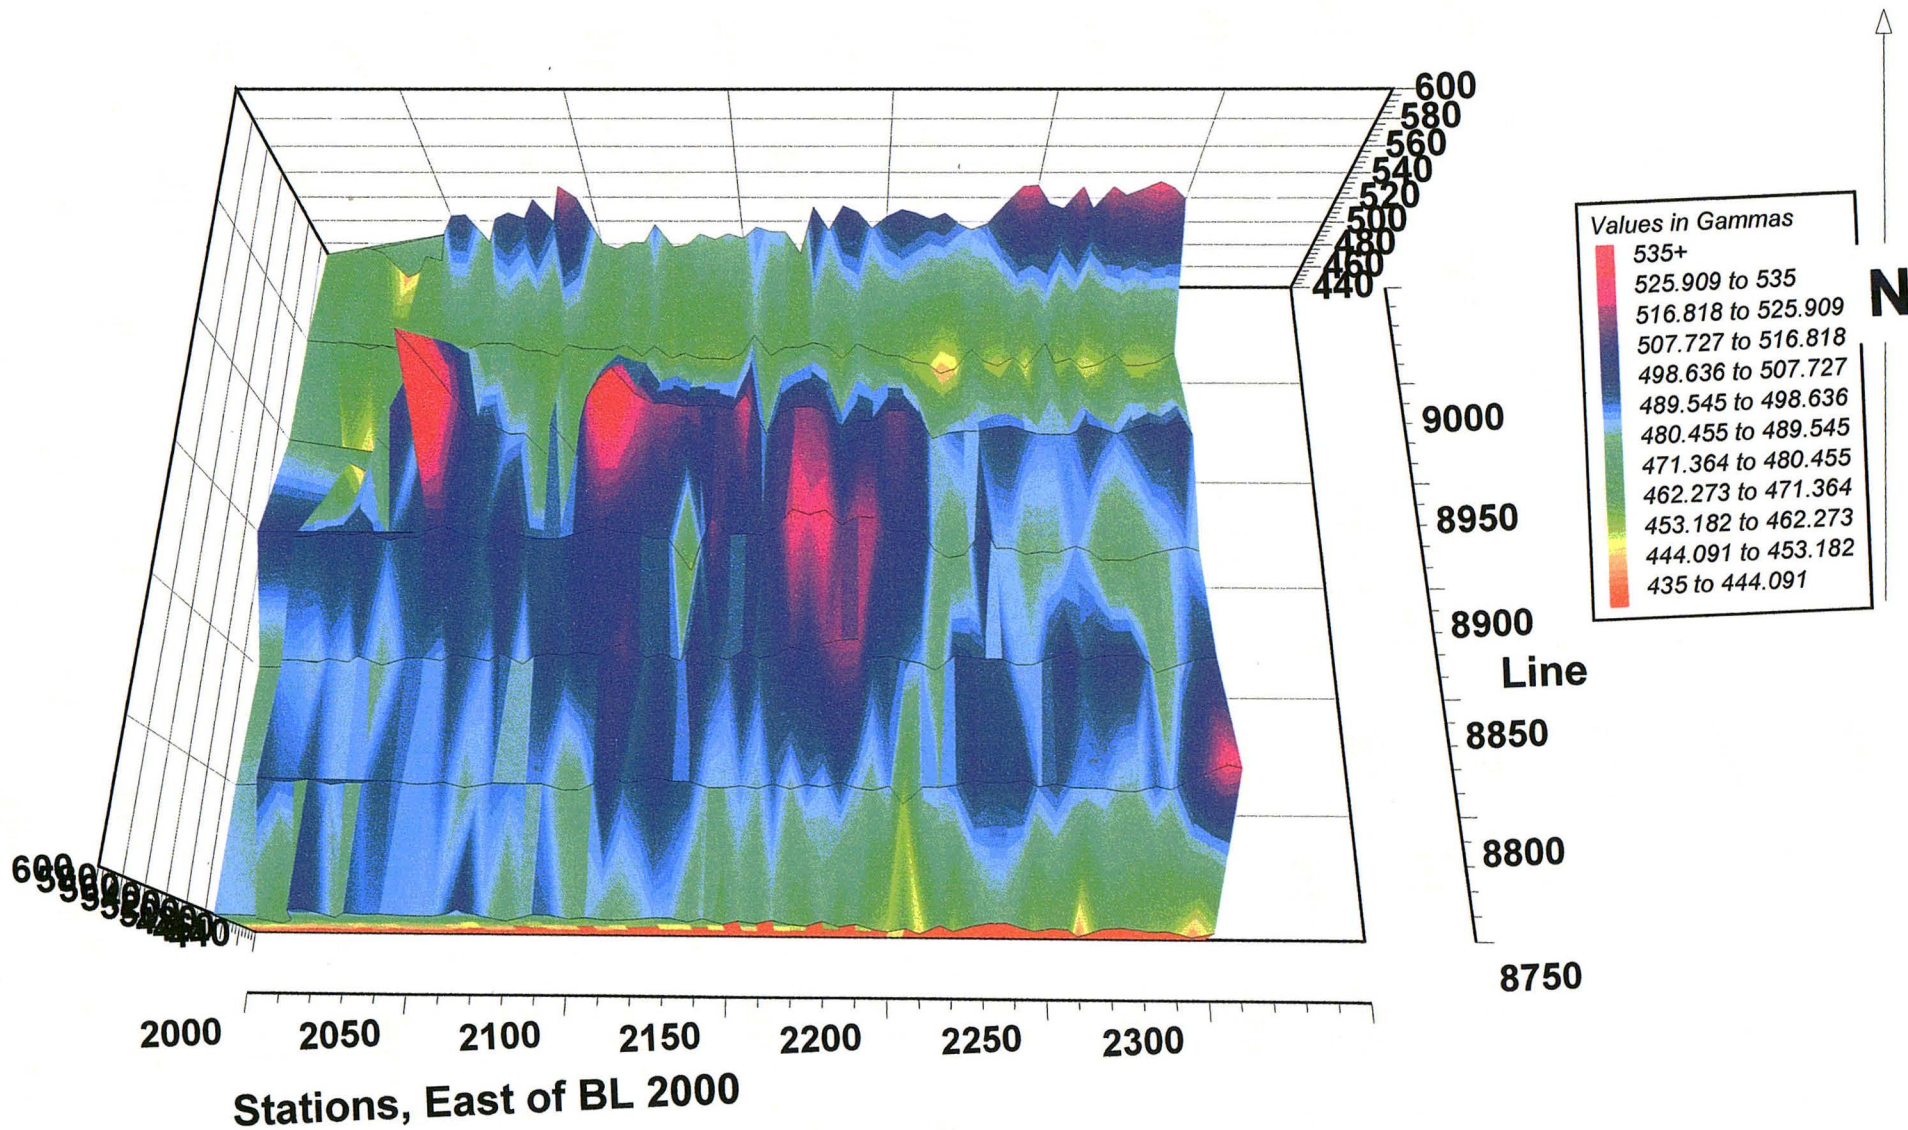 600
580
560
540
520
500
480
460
440
Values in Gammas
535+
525.909 to 535
516.818 to 525.909
507.727 to 516.818
498.636 to 507.727
489.545 to 498.636
480.455 to 489.545
471.364 to 480.455
462.273 to 471.364
453.182 to 462.273
444.091 to 453.182
435 to 444.091
N
9000
8950
8900
Line
8850
8800
8750
600
440
2000 2050 2100 2150 2200 2250 2300
Stations, East of BL 2000